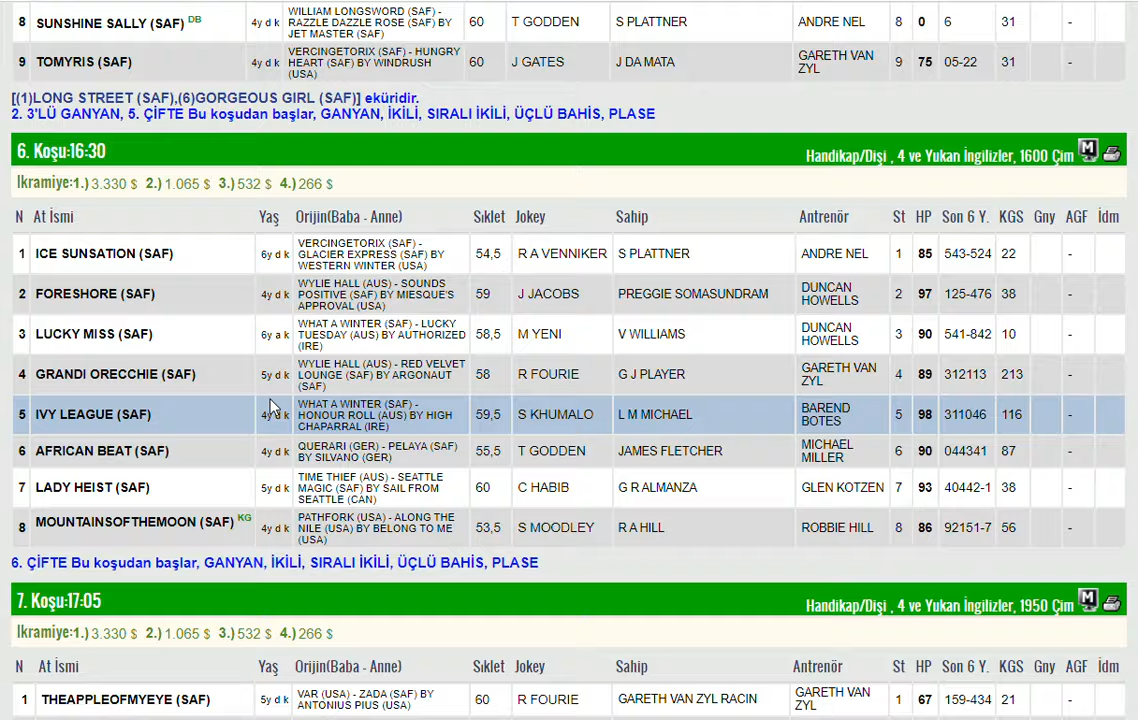 8 SUNSHINE SALLY (SAF) DB 4y d k WILLIAM LONGSWORD (SAF) - RAZZLE DAZZLE ROSE (SAF) BY JET MASTER (SAF) 60 T GODDEN S PLATTNER ANDRE NEL 8 0 6 31 -
9 TOMYRIS (SAF) 4y d k VERCINGETORIX (SAF) - HUNGRY HEART (SAF) BY WINDRUSH (USA) 60 J GATES J DA MATA GARETH VAN ZYL 9 75 05-22 31 -
[(1)LONG STREET (SAF),(6)GORGEOUS GIRL (SAF)] eküridir.
2. 3'LÜ GANYAN, 5. ÇİFTE Bu koşudan başlar, GANYAN, İKİLİ, SIRALI İKİLİ, ÜÇLÜ BAHİS, PLASE
6. Koşu:16:30 Handikap/Dişi , 4 ve Yukarı İngilizler, 1600 Çim M
İkramiye:1.) 3.330 $ 2.) 1.065 $ 3.) 532 $ 4.) 266 $
N At İsmi Yaş Orijin(Baba - Anne) Sıklet Jokey Sahip Antrenör St HP Son 6 Y. KGS Gny AGF İdm
1 ICE SUNSATION (SAF) 6y d k VERCINGETORIX (SAF) - GLACIER EXPRESS (SAF) BY WESTERN WINTER (USA) 54,5 R A VENNIKER S PLATTNER ANDRE NEL 1 85 543-524 22 -
2 FORESHORE (SAF) 4y d k WYLIE HALL (AUS) - SOUNDS POSITIVE (SAF) BY MIESQUE'S APPROVAL (USA) 59 J JACOBS PREGGIE SOMASUNDRAM DUNCAN HOWELLS 2 97 125-476 38 -
3 LUCKY MISS (SAF) 6y a k WHAT A WINTER (SAF) - LUCKY TUESDAY (AUS) BY AUTHORIZED (IRE) 58,5 M YENI V WILLIAMS DUNCAN HOWELLS 3 90 541-842 10 -
4 GRANDI ORECCHIE (SAF) 5y d k WYLIE HALL (AUS) - RED VELVET LOUNGE (SAF) BY ARGONAUT (SAF) 58 R FOURIE G J PLAYER GARETH VAN ZYL 4 89 312113 213 -
5 IVY LEAGUE (SAF) 4y d k WHAT A WINTER (SAF) - HONOUR ROLL (AUS) BY HIGH CHAPARRAL (IRE) 59,5 S KHUMALO L M MICHAEL BAREND BOTES 5 98 311046 116 -
6 AFRICAN BEAT (SAF) 4y d k QUERARI (GER) - PELAYA (SAF) BY SILVANO (GER) 55,5 T GODDEN JAMES FLETCHER MICHAEL MILLER 6 90 044341 87 -
7 LADY HEIST (SAF) 5y d k TIME THIEF (AUS) - SEATTLE MAGIC (SAF) BY SAIL FROM SEATTLE (CAN) 60 C HABIB G R ALMANZA GLEN KOTZEN 7 93 40442-1 38 -
8 MOUNTAINSOFTHEMOON (SAF) KG 4y d k PATHFORK (USA) - ALONG THE NILE (USA) BY BELONG TO ME (USA) 53,5 S MOODLEY R A HILL ROBBIE HILL 8 86 92151-7 56 -
6. ÇİFTE Bu koşudan başlar, GANYAN, İKİLİ, SIRALI İKİLİ, ÜÇLÜ BAHİS, PLASE
7. Koşu:17:05 Handikap/Dişi , 4 ve Yukarı İngilizler, 1950 Çim M
İkramiye:1.) 3.330 $ 2.) 1.065 $ 3.) 532 $ 4.) 266 $
N At İsmi Yaş Orijin(Baba - Anne) Sıklet Jokey Sahip Antrenör St HP Son 6 Y. KGS Gny AGF İdm
1 THEAPPLEOFMYEYE (SAF) 5y d k VAR (USA) - ZADA (SAF) BY ANTONIUS PIUS (USA) 60 R FOURIE GARETH VAN ZYL RACIN GARETH VAN ZYL 1 67 159-434 21 -